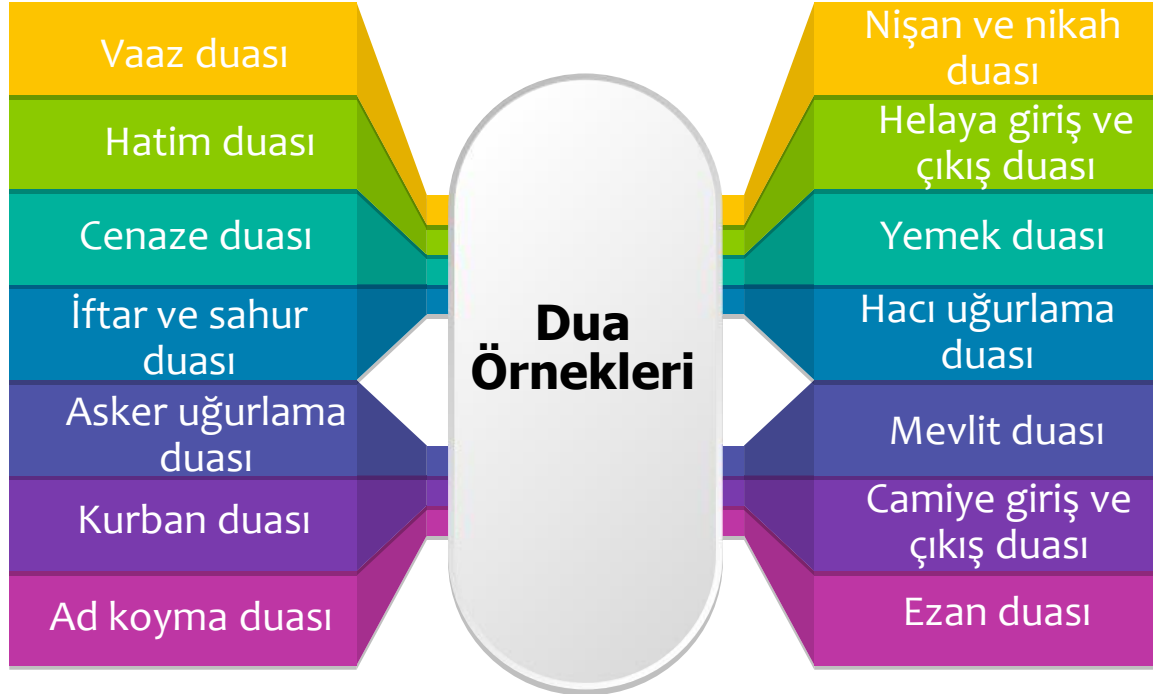 Vaaz duası
Hatim duası
Cenaze duası
İftar ve sahur
duası
Asker uğurlama
duası
Kurban duası
Ad koyma duası
Dua
Örnekleri
Nişan ve nikah
duası
Helaya giriş ve
çıkış duası
Yemek duası
Hacı uğurlama
duası
Mevlit duası
Camiye giriş ve
çıkış duası
Ezan duası